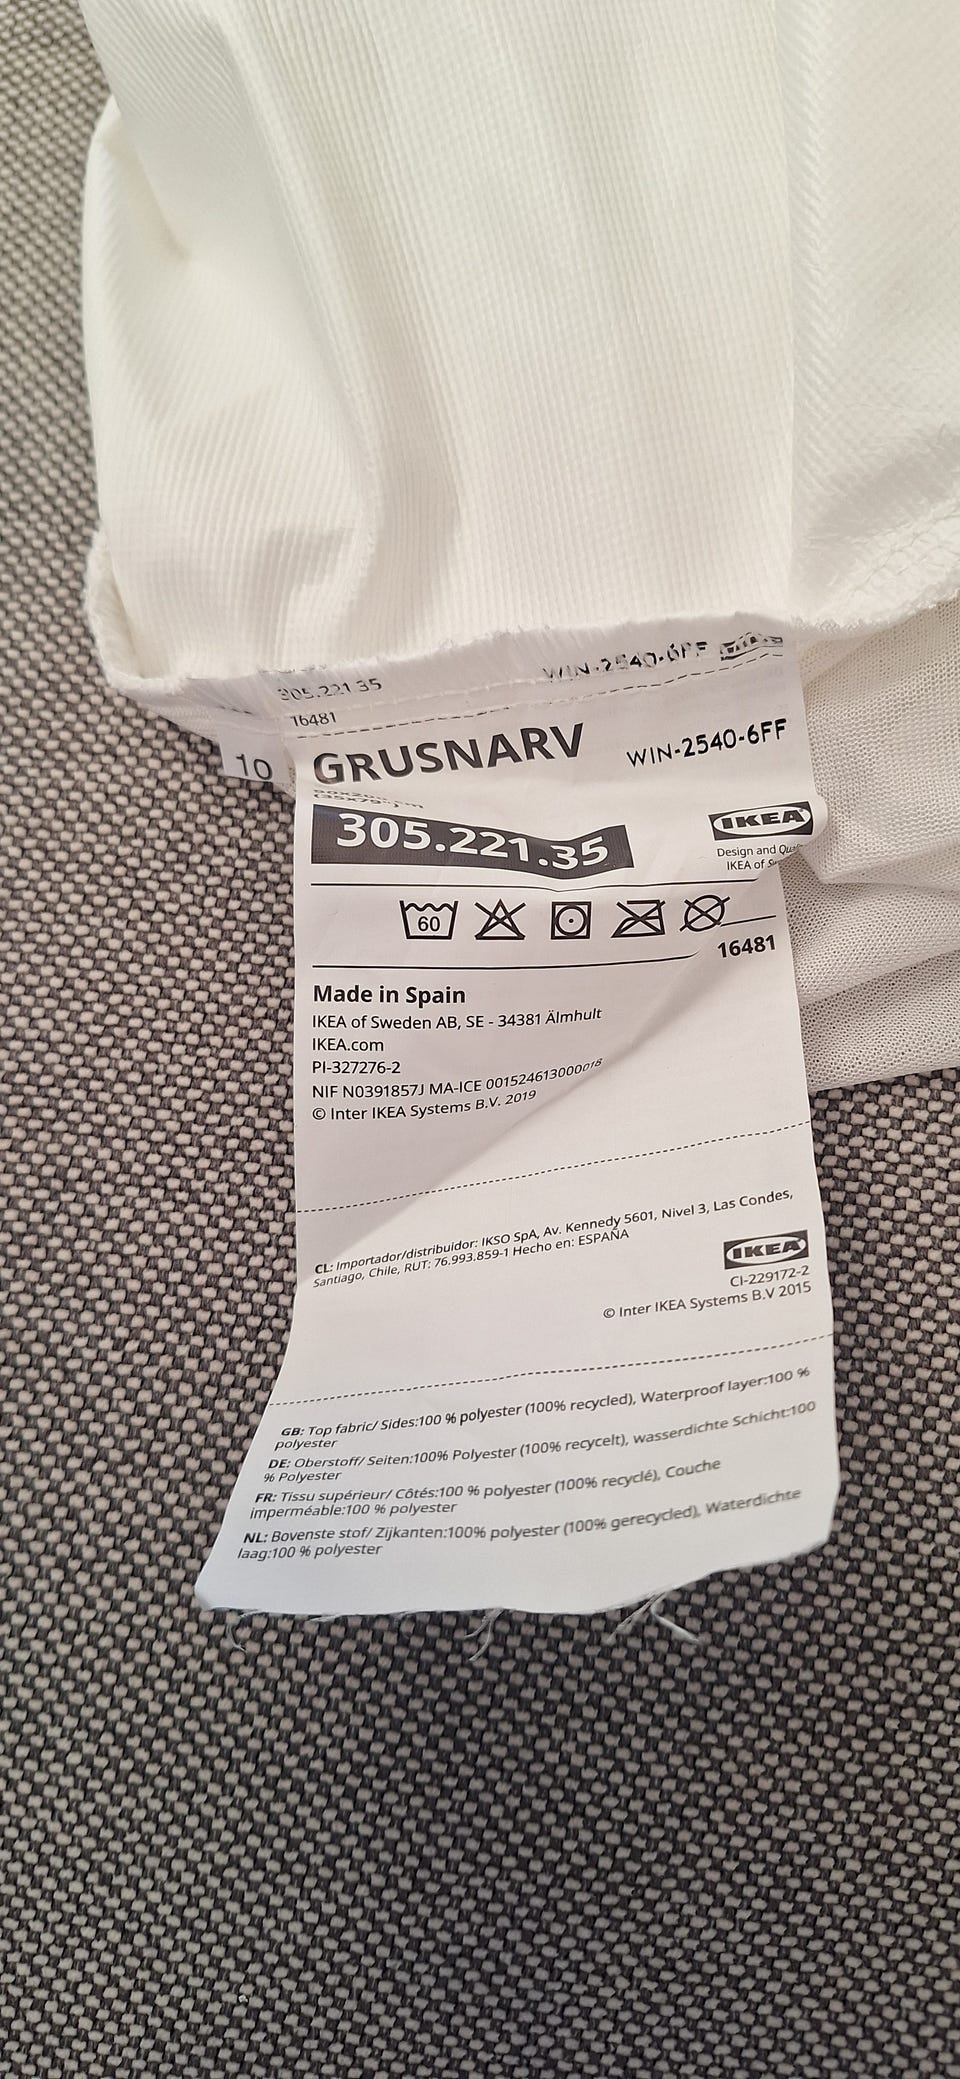 305.221 35
WIN-2540-6FF
16481
10
GRUSNARV
WIN-2540-6FF
305.221.35
IKEA
Design and
IKEA of
60
16481
Made in Spain
IKEA of Sweden AB, SE - 34381 Älmhult
IKEA.com
PI-327276-2
NIF N0391857J MA-ICE 001524613000018
© Inter IKEA Systems B.V. 2019
CL: Importador/distribuidor: IKSO SpA, Av. Kennedy 5601, Nivel 3, Las Condes,
Santiago, Chile, RUT: 76.993.859-1 Hecho en: ESPAÑA
IKEA
CI-229172-2
© Inter IKEA Systems B.V 2015
GB: Top fabric/ Sides:100 % polyester (100% recycled), Waterproof layer:100 %
polyester
DE: Oberstoff/ Seiten:100% Polyester (100% recycelt), wasserdichte Schicht:100
% Polyester
FR: Tissu supérieur/ Côtés:100 % polyester (100% recyclé), Couche
imperméable:100 % polyester
NL: Bovenste stof/ Zijkanten:100% polyester (100% gerecycled), Waterdichte
laag:100 % polyester